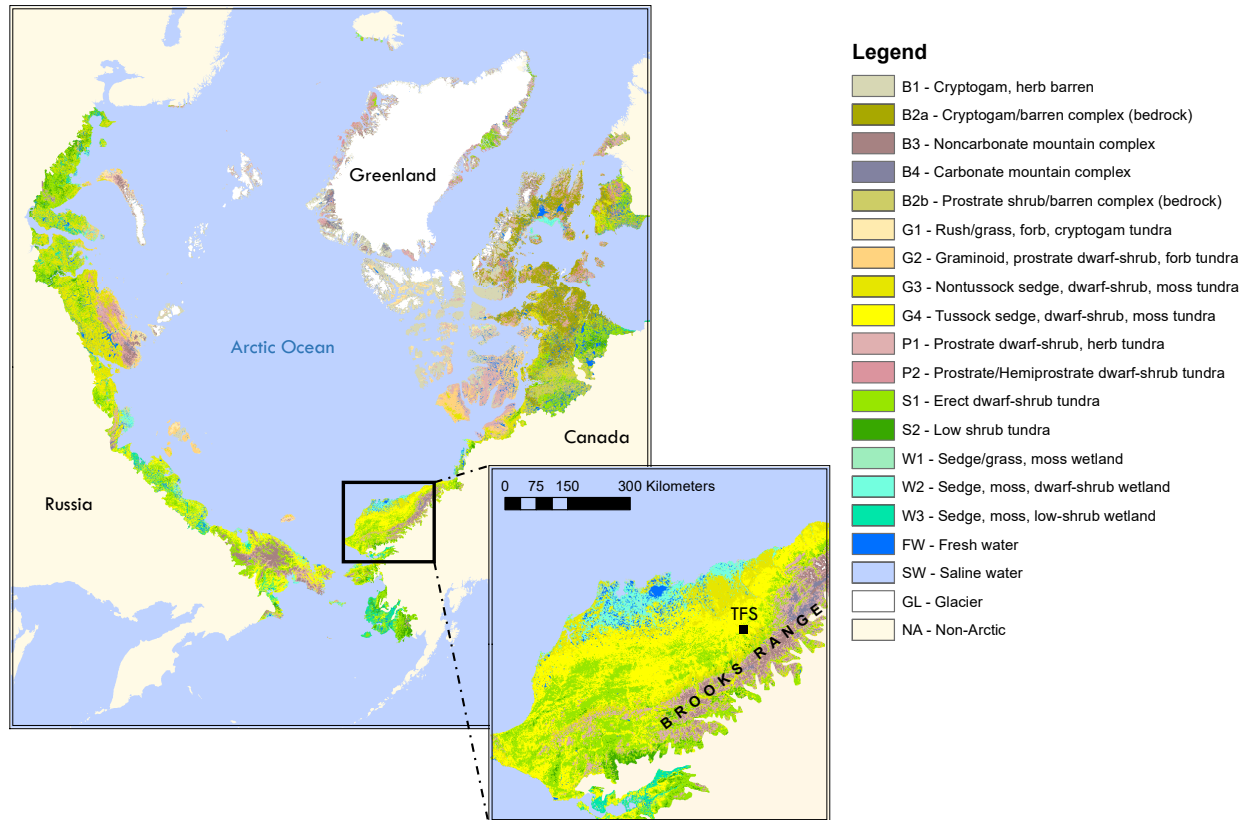 Greenland
Arctic Ocean
Canada
Russia
0 75 150 300 Kilometers
TFS
BROOKS RANGE
Legend
B1 - Cryptogam, herb barren
B2a - Cryptogam/barren complex (bedrock)
B3 - Noncarbonate mountain complex
B4 - Carbonate mountain complex
B2b - Prostrate shrub/barren complex (bedrock)
G1 - Rush/grass, forb, cryptogam tundra
G2 - Graminoid, prostrate dwarf-shrub, forb tundra
G3 - Nontussock sedge, dwarf-shrub, moss tundra
G4 - Tussock sedge, dwarf-shrub, moss tundra
P1 - Prostrate dwarf-shrub, herb tundra
P2 - Prostrate/Hemiprostrate dwarf-shrub tundra
S1 - Erect dwarf-shrub tundra
S2 - Low shrub tundra
W1 - Sedge/grass, moss wetland
W2 - Sedge, moss, dwarf-shrub wetland
W3 - Sedge, moss, low-shrub wetland
FW - Fresh water
SW - Saline water
GL - Glacier
NA - Non-Arctic